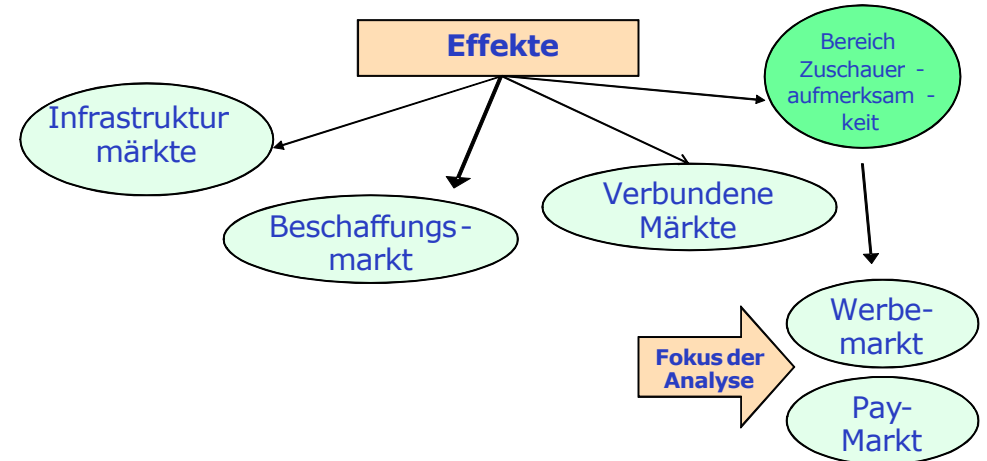 Effekte
Bereich
Zuschauer -
aufmerksam -
keit
Infrastruktur
märkte
Beschaffungs-
markt
Verbundene
Märkte
Werbe-
markt
Fokus der
Analyse
Pay-
Markt